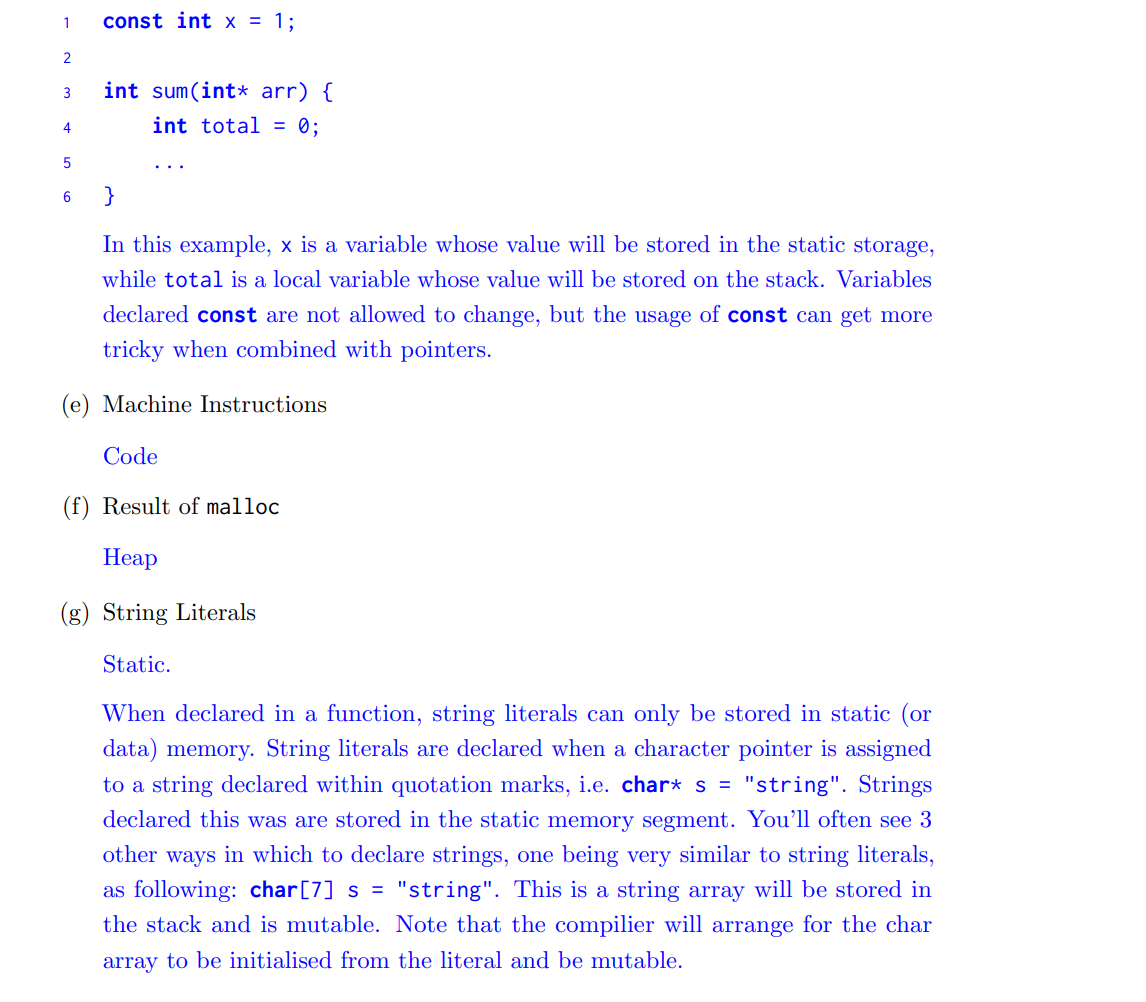 1 const int x = 1;
2
3 int sum(int* arr) {
4 int total = 0;
5 ...
6 }
In this example, x is a variable whose value will be stored in the static storage,
while total is a local variable whose value will be stored on the stack. Variables
declared const are not allowed to change, but the usage of const can get more
tricky when combined with pointers.
(e) Machine Instructions
Code
(f) Result of malloc
Heap
(g) String Literals
Static.
When declared in a function, string literals can only be stored in static (or
data) memory. String literals are declared when a character pointer is assigned
to a string declared within quotation marks, i.e. char* s = "string". Strings
declared this was are stored in the static memory segment. You'll often see 3
other ways in which to declare strings, one being very similar to string literals,
as following: char[7] s = "string". This is a string array will be stored in
the stack and is mutable. Note that the compilier will arrange for the char
array to be initialised from the literal and be mutable.